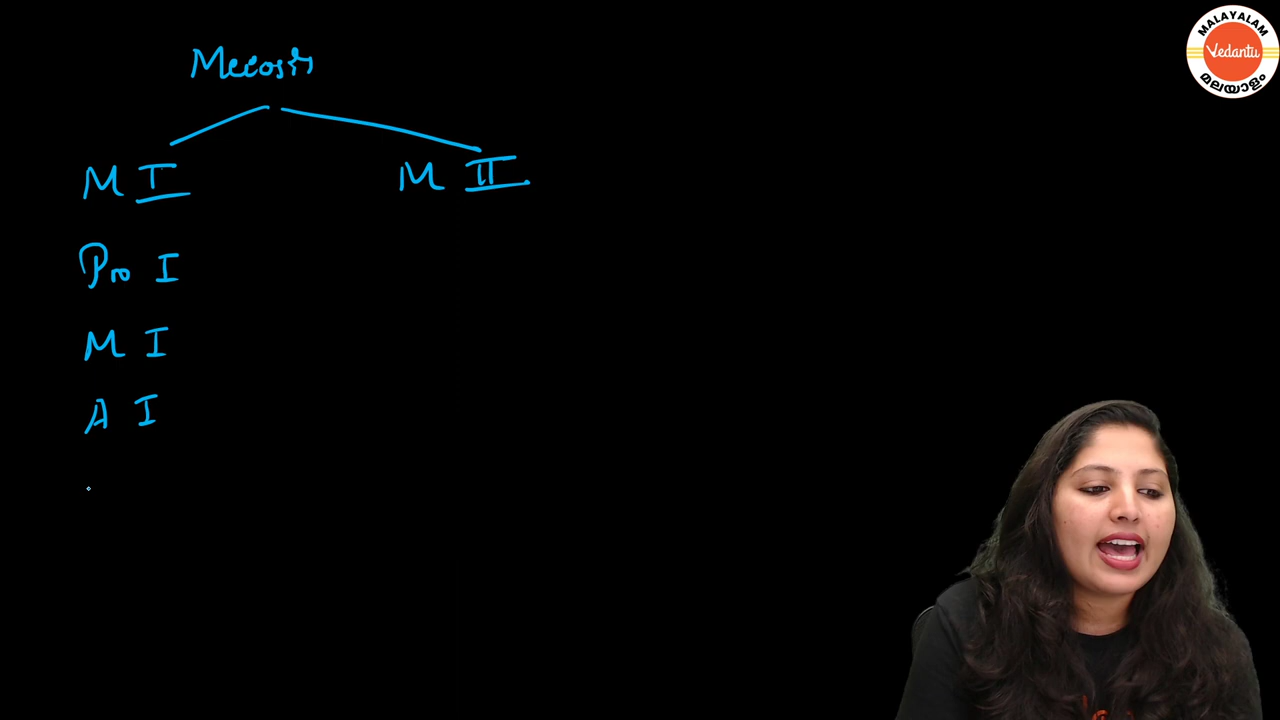 Meiosis
M I M II
Pro I
M I
A I
MALAYALAM
Vedantu
മലയാളം